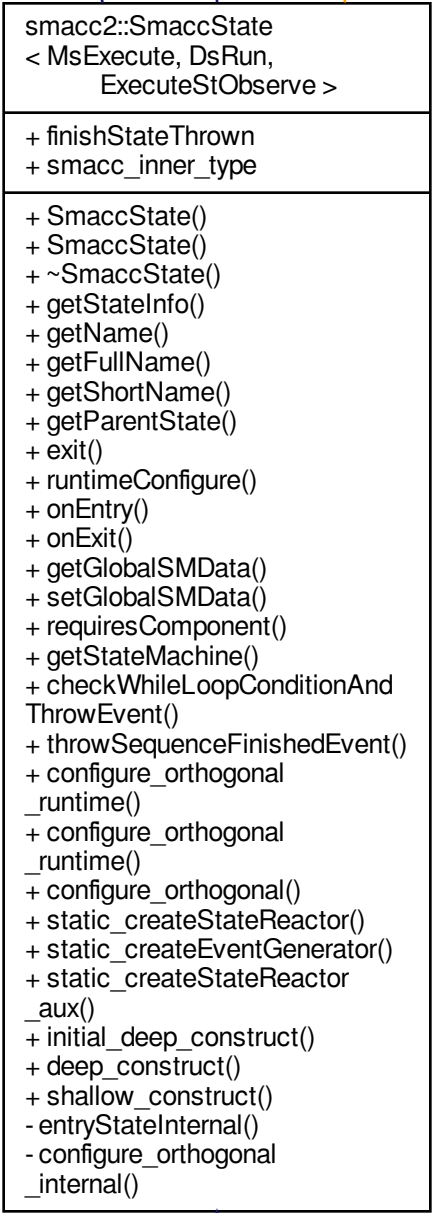 smacc2::SmaccState
< MsExecute, DsRun,
ExecuteStObserve >
+ finishStateThrown
+ smacc_inner_type
+ SmaccState()
+ SmaccState()
+ ~SmaccState()
+ getStateInfo()
+ getName()
+ getFullName()
+ getShortName()
+ getParentState()
+ exit()
+ runtimeConfigure()
+ onEntry()
+ onExit()
+ getGlobalSMData()
+ setGlobalSMData()
+ requiresComponent()
+ getStateMachine()
+ checkWhileLoopConditionAnd
ThrowEvent()
+ throwSequenceFinishedEvent()
+ configure_orthogonal
_runtime()
+ configure_orthogonal
_runtime()
+ configure_orthogonal()
+ static_createStateReactor()
+ static_createEventGenerator()
+ static_createStateReactor
_aux()
+ initial_deep_construct()
+ deep_construct()
+ shallow_construct()
- entryStateInternal()
- configure_orthogonal
_internal()